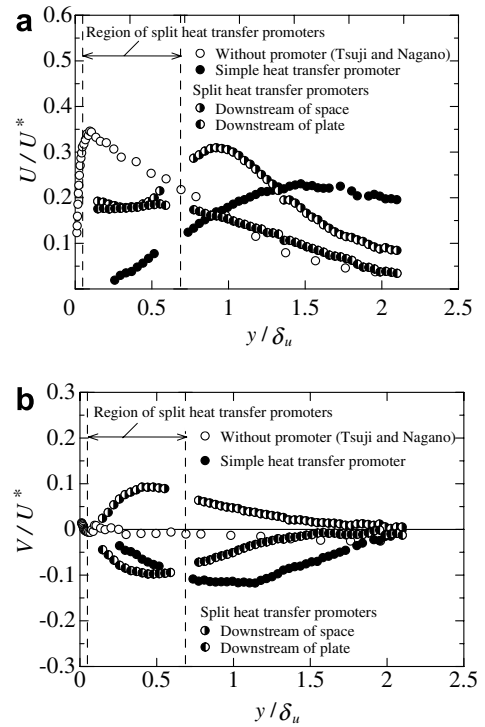 a
0.6
0.5
0.4
0.3
0.2
0.1
U / U*
Region of split heat transfer promoters
Without promoter (Tsuji and Nagano)
Simple heat transfer promoter
Split heat transfer promoters
Downstream of space
Downstream of plate
0 0.5 1 1.5 2 2.5
y / δu
b
0.3
0.2
0.1
0
-0.1
-0.2
-0.3
V / U*
Region of split heat transfer promoters
Without promoter (Tsuji and Nagano)
Simple heat transfer promoter
Split heat transfer promoters
Downstream of space
Downstream of plate
0 0.5 1 1.5 2 2.5
y / δu